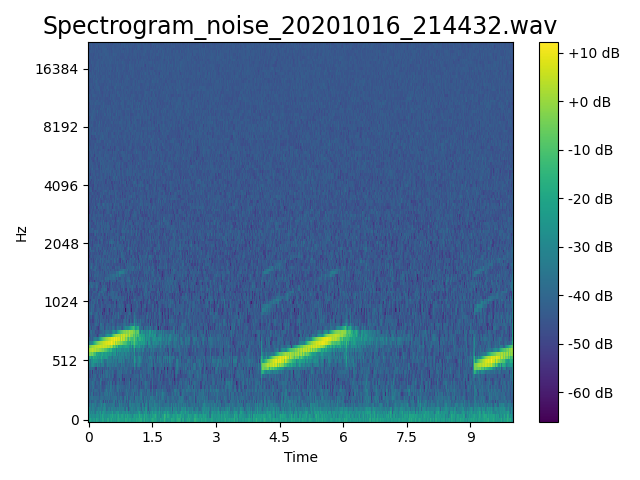 Spectrogram_noise_20201016_214432.wav
16384
8192
4096
2048
1024
512
0
Hz
0 1.5 3 4.5 6 7.5 9
Time
+10 dB
+0 dB
-10 dB
-20 dB
-30 dB
-40 dB
-50 dB
-60 dB